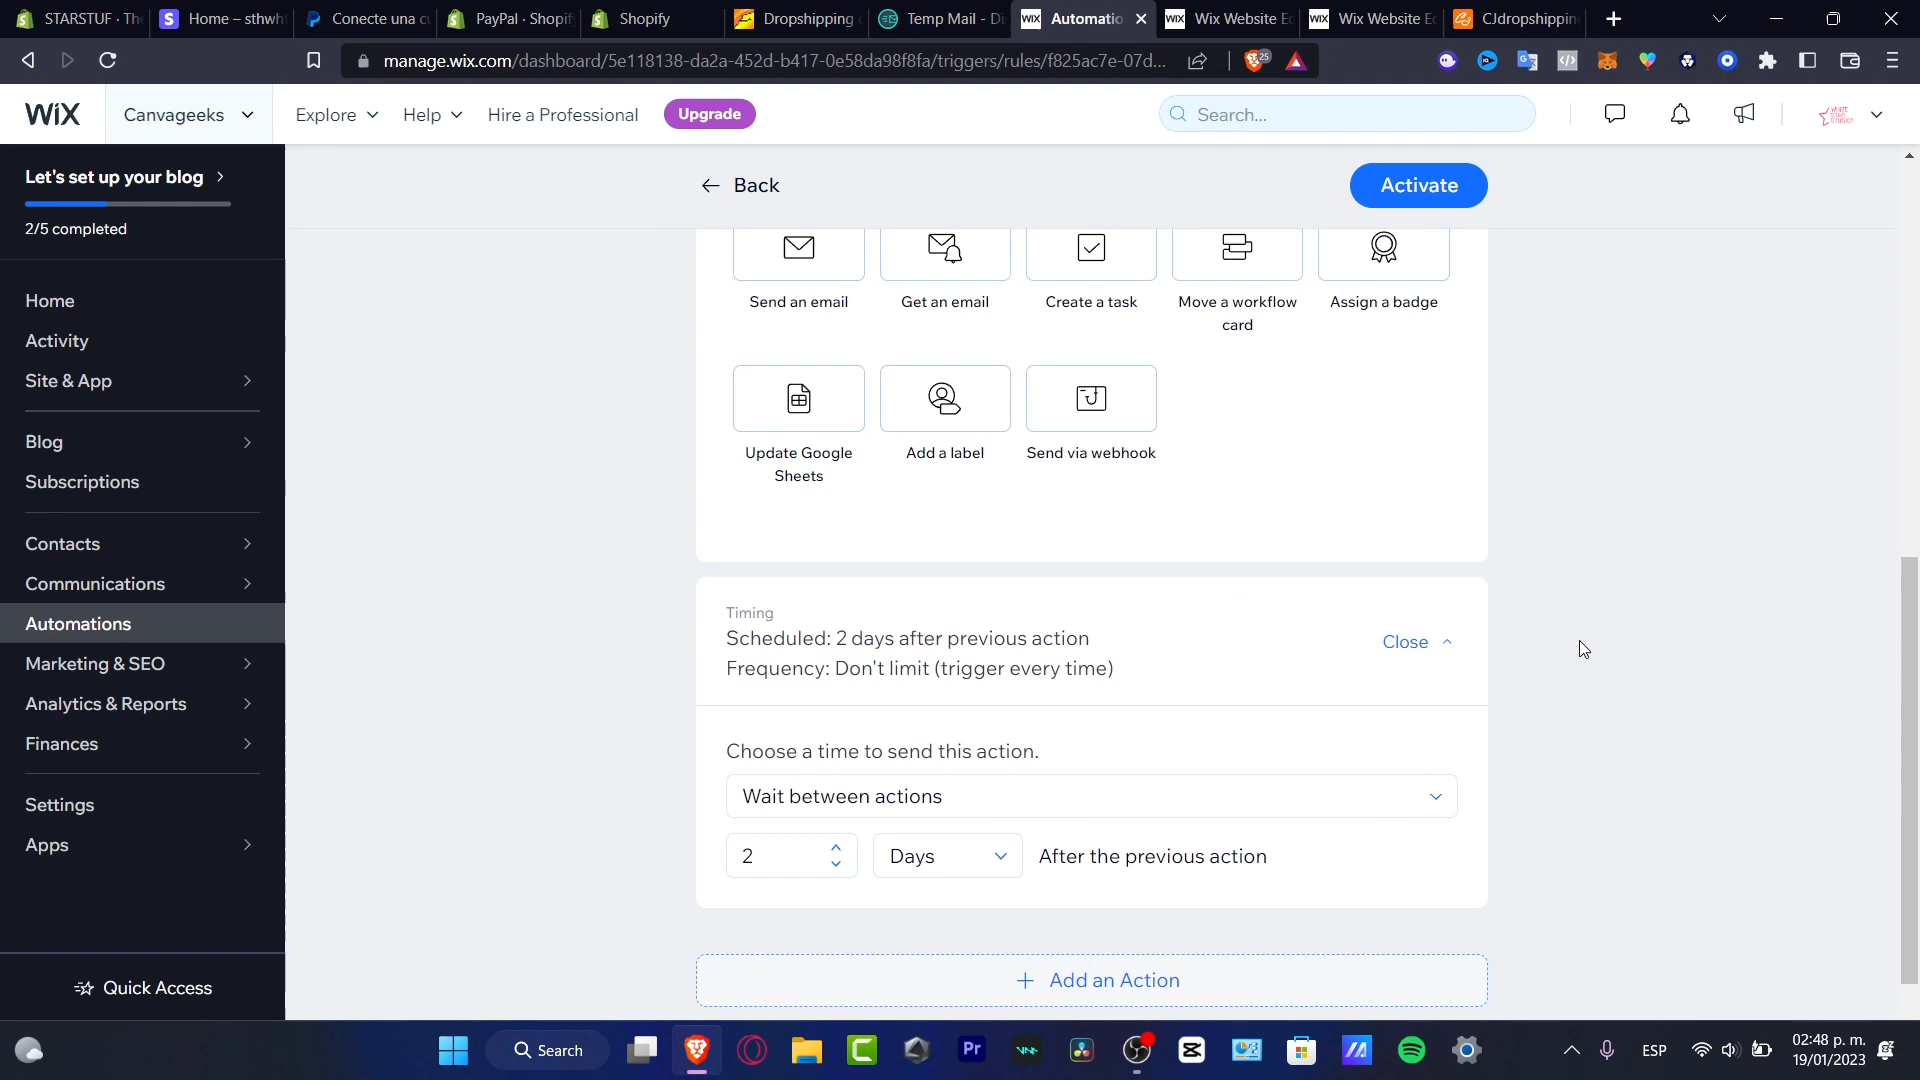 STARSTUF · Th
Home – sthwh
Conecte una c
PayPal · Shopif
Shopify
Dropshipping
Temp Mail - Di
Automatio
Wix Website E
Wix Website E
CJdropshippin
manage.wix.com/dashboard/5e118138-da2a-452d-b417-0e58da98f8fa/triggers/rules/f825ac7e-07d...
25
WiX
Canvageeks
Explore
Help
Hire a Professional
Upgrade
Search...
Let's set up your blog
2/5 completed
Home
Activity
Site & App
Blog
Subscriptions
Contacts
Communications
Automations
Marketing & SEO
Analytics & Reports
Finances
Settings
Apps
Quick Access
Back
Activate
Send an email
Get an email
Create a task
Move a workflow
card
Assign a badge
Update Google
Sheets
Add a label
Send via webhook
Timing
Scheduled: 2 days after previous action
Frequency: Don't limit (trigger every time)
Close
Choose a time to send this action.
Wait between actions
2
Days
After the previous action
+ Add an Action
Search
Pr
ESP
02:48 p. m.
19/01/2023